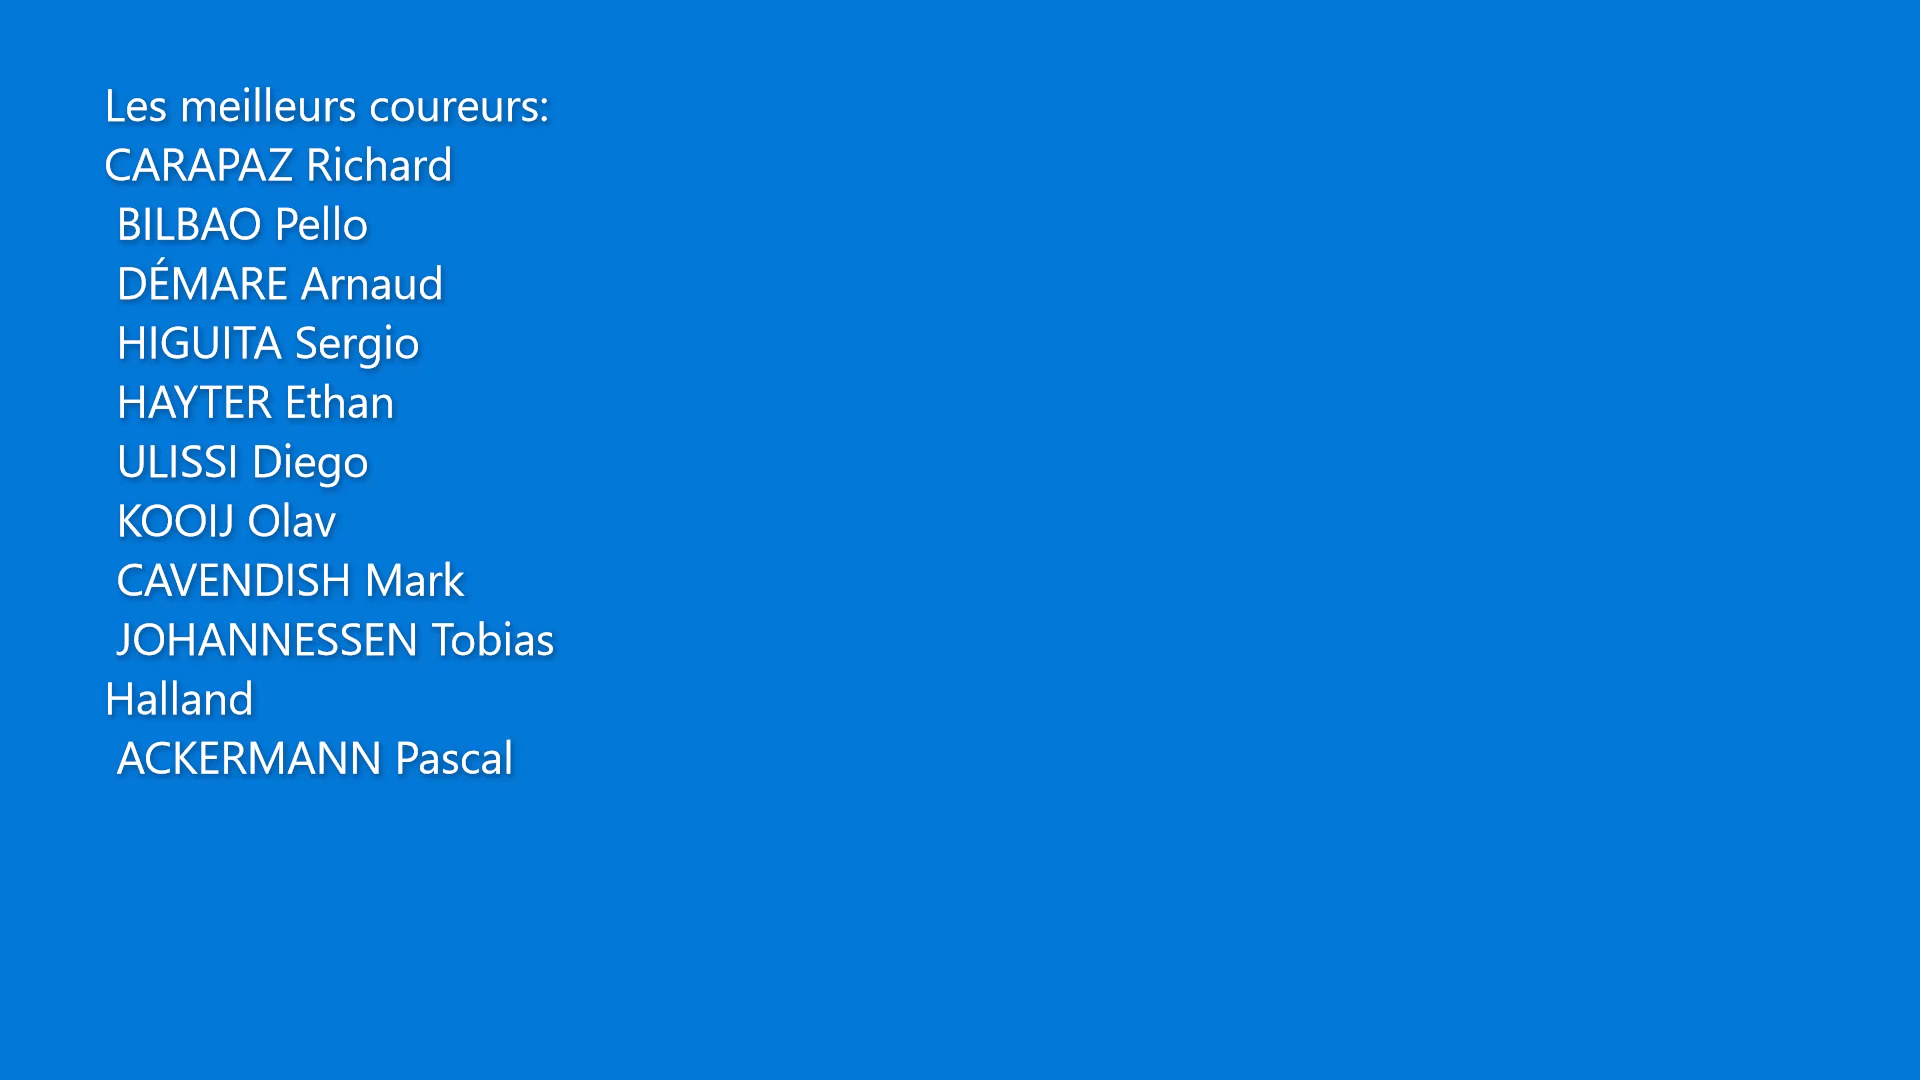 Les meilleurs coureurs:
CARAPAZ Richard
BILBAO Pello
DÉMARE Arnaud
HIGUITA Sergio
HAYTER Ethan
ULISSI Diego
KOOIJ Olav
CAVENDISH Mark
JOHANNESSEN Tobias
Halland
ACKERMANN Pascal